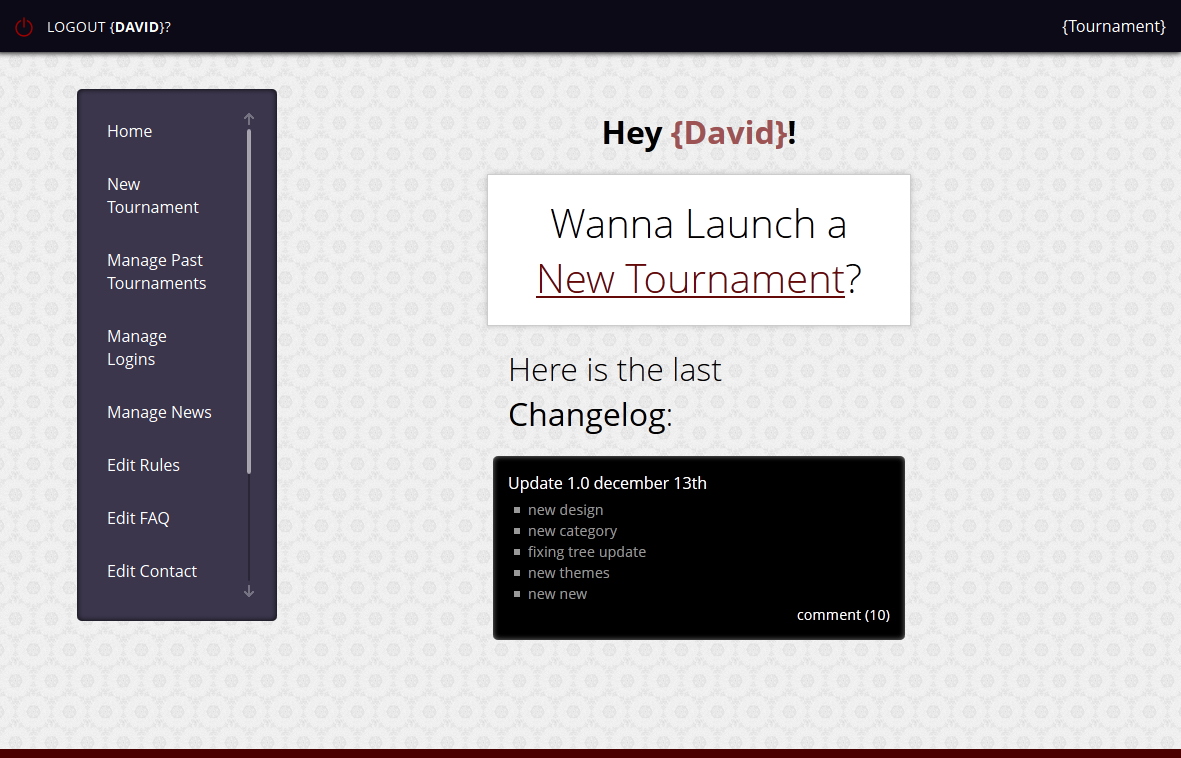 LOGOUT {DAVID}?
{Tournament}
Home
New
Tournament
Manage Past
Tournaments
Manage
Logins
Manage News
Edit Rules
Edit FAQ
Edit Contact
Hey {David}!
Wanna Launch a
New Tournament?
Here is the last
Changelog:
Update 1.0 december 13th
new design
new category
fixing tree update
new themes
new new
comment (10)